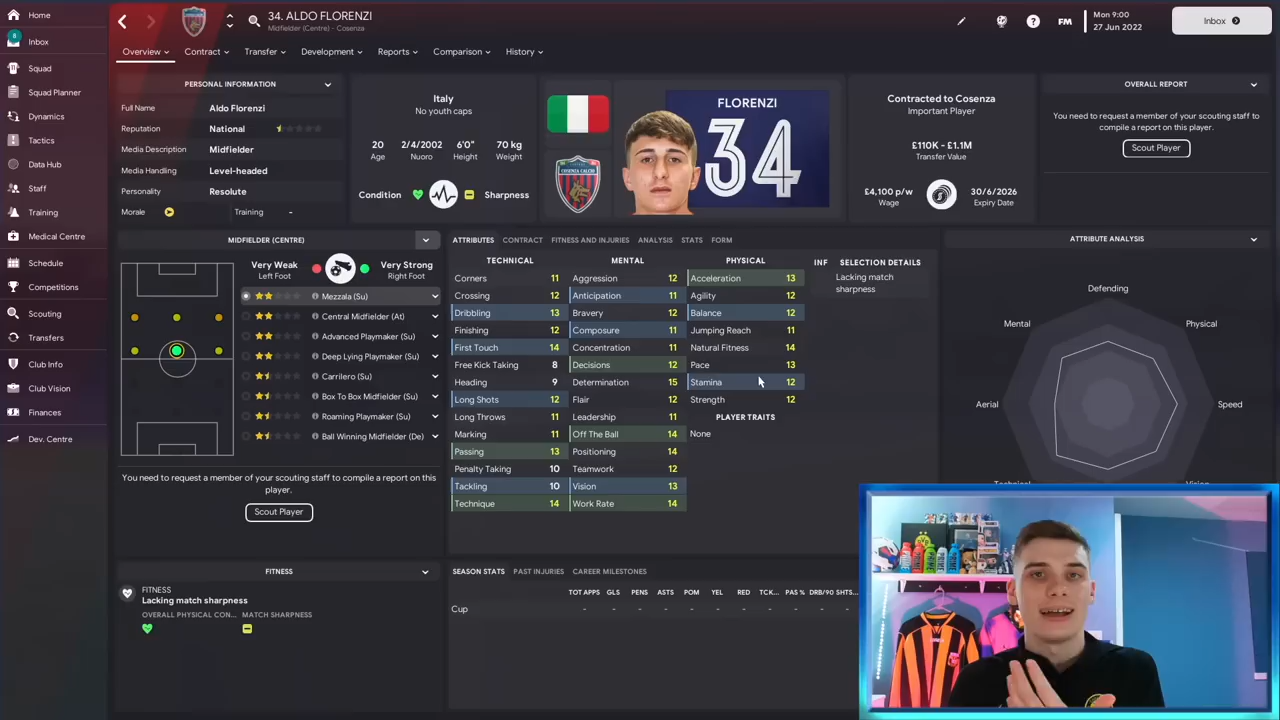 Home
8
Inbox
Squad
Squad Planner
Dynamics
Tactics
Data Hub
Staff
Training
Medical Centre
Schedule
Competitions
Scouting
Transfers
Club Info
Club Vision
Finances
Dev. Centre
34. ALDO FLORENZI
Midfielder (Centre) - Cosenza
FM
Mon 9:00
27 Jun 2022
Inbox
Overview
Contract
Transfer
Development
Reports
Comparison
History
PERSONAL INFORMATION
Full Name Aldo Florenzi
Reputation National
Media Description Midfielder
Media Handling Level-headed
Personality Resolute
Morale Training -
Italy
No youth caps
20 2/4/2002 6'0" 70 kg
Age Nuoro Height Weight
Condition Sharpness
FLORENZI
34
Contracted to Cosenza
Important Player
£110K - £1.1M
Transfer Value
£4,100 p/w 30/6/2026
Wage Expiry Date
OVERALL REPORT
You need to request a member of your scouting staff to
compile a report on this player.
Scout Player
MIDFIELDER (CENTRE)
Very Weak Very Strong
Left Foot Right Foot
Mezzala (Su)
Central Midfielder (At)
Advanced Playmaker (Su)
Deep Lying Playmaker (Su)
Carrilero (Su)
Box To Box Midfielder (Su)
Roaming Playmaker (Su)
Ball Winning Midfielder (De)
You need to request a member of your scouting staff to compile a report on this
player.
Scout Player
ATTRIBUTES CONTRACT FITNESS AND INJURIES ANALYSIS STATS FORM
TECHNICAL
Corners 11
Crossing 12
Dribbling 13
Finishing 12
First Touch 14
Free Kick Taking 8
Heading 9
Long Shots 12
Long Throws 11
Marking 11
Passing 13
Penalty Taking 10
Tackling 10
Technique 14
MENTAL
Aggression 12
Anticipation 11
Bravery 12
Composure 11
Concentration 11
Decisions 12
Determination 15
Flair 12
Leadership 11
Off The Ball 14
Positioning 14
Teamwork 12
Vision 13
Work Rate 14
PHYSICAL
Acceleration 13
Agility 12
Balance 12
Jumping Reach 11
Natural Fitness 14
Pace 13
Stamina 12
Strength 12
PLAYER TRAITS
None
INF SELECTION DETAILS
Lacking match
sharpness
ATTRIBUTE ANALYSIS
Defending
Mental Physical
Aerial Speed
FITNESS
FITNESS
Lacking match sharpness
OVERALL PHYSICAL CON... MATCH SHARPNESS
SEASON STATS PAST INJURIES CAREER MILESTONES
TOT APPS GLS PENS ASTS POM YEL RED TCK... PAS % DRB/90 SHTS...
Cup - - - - - - - - - - -